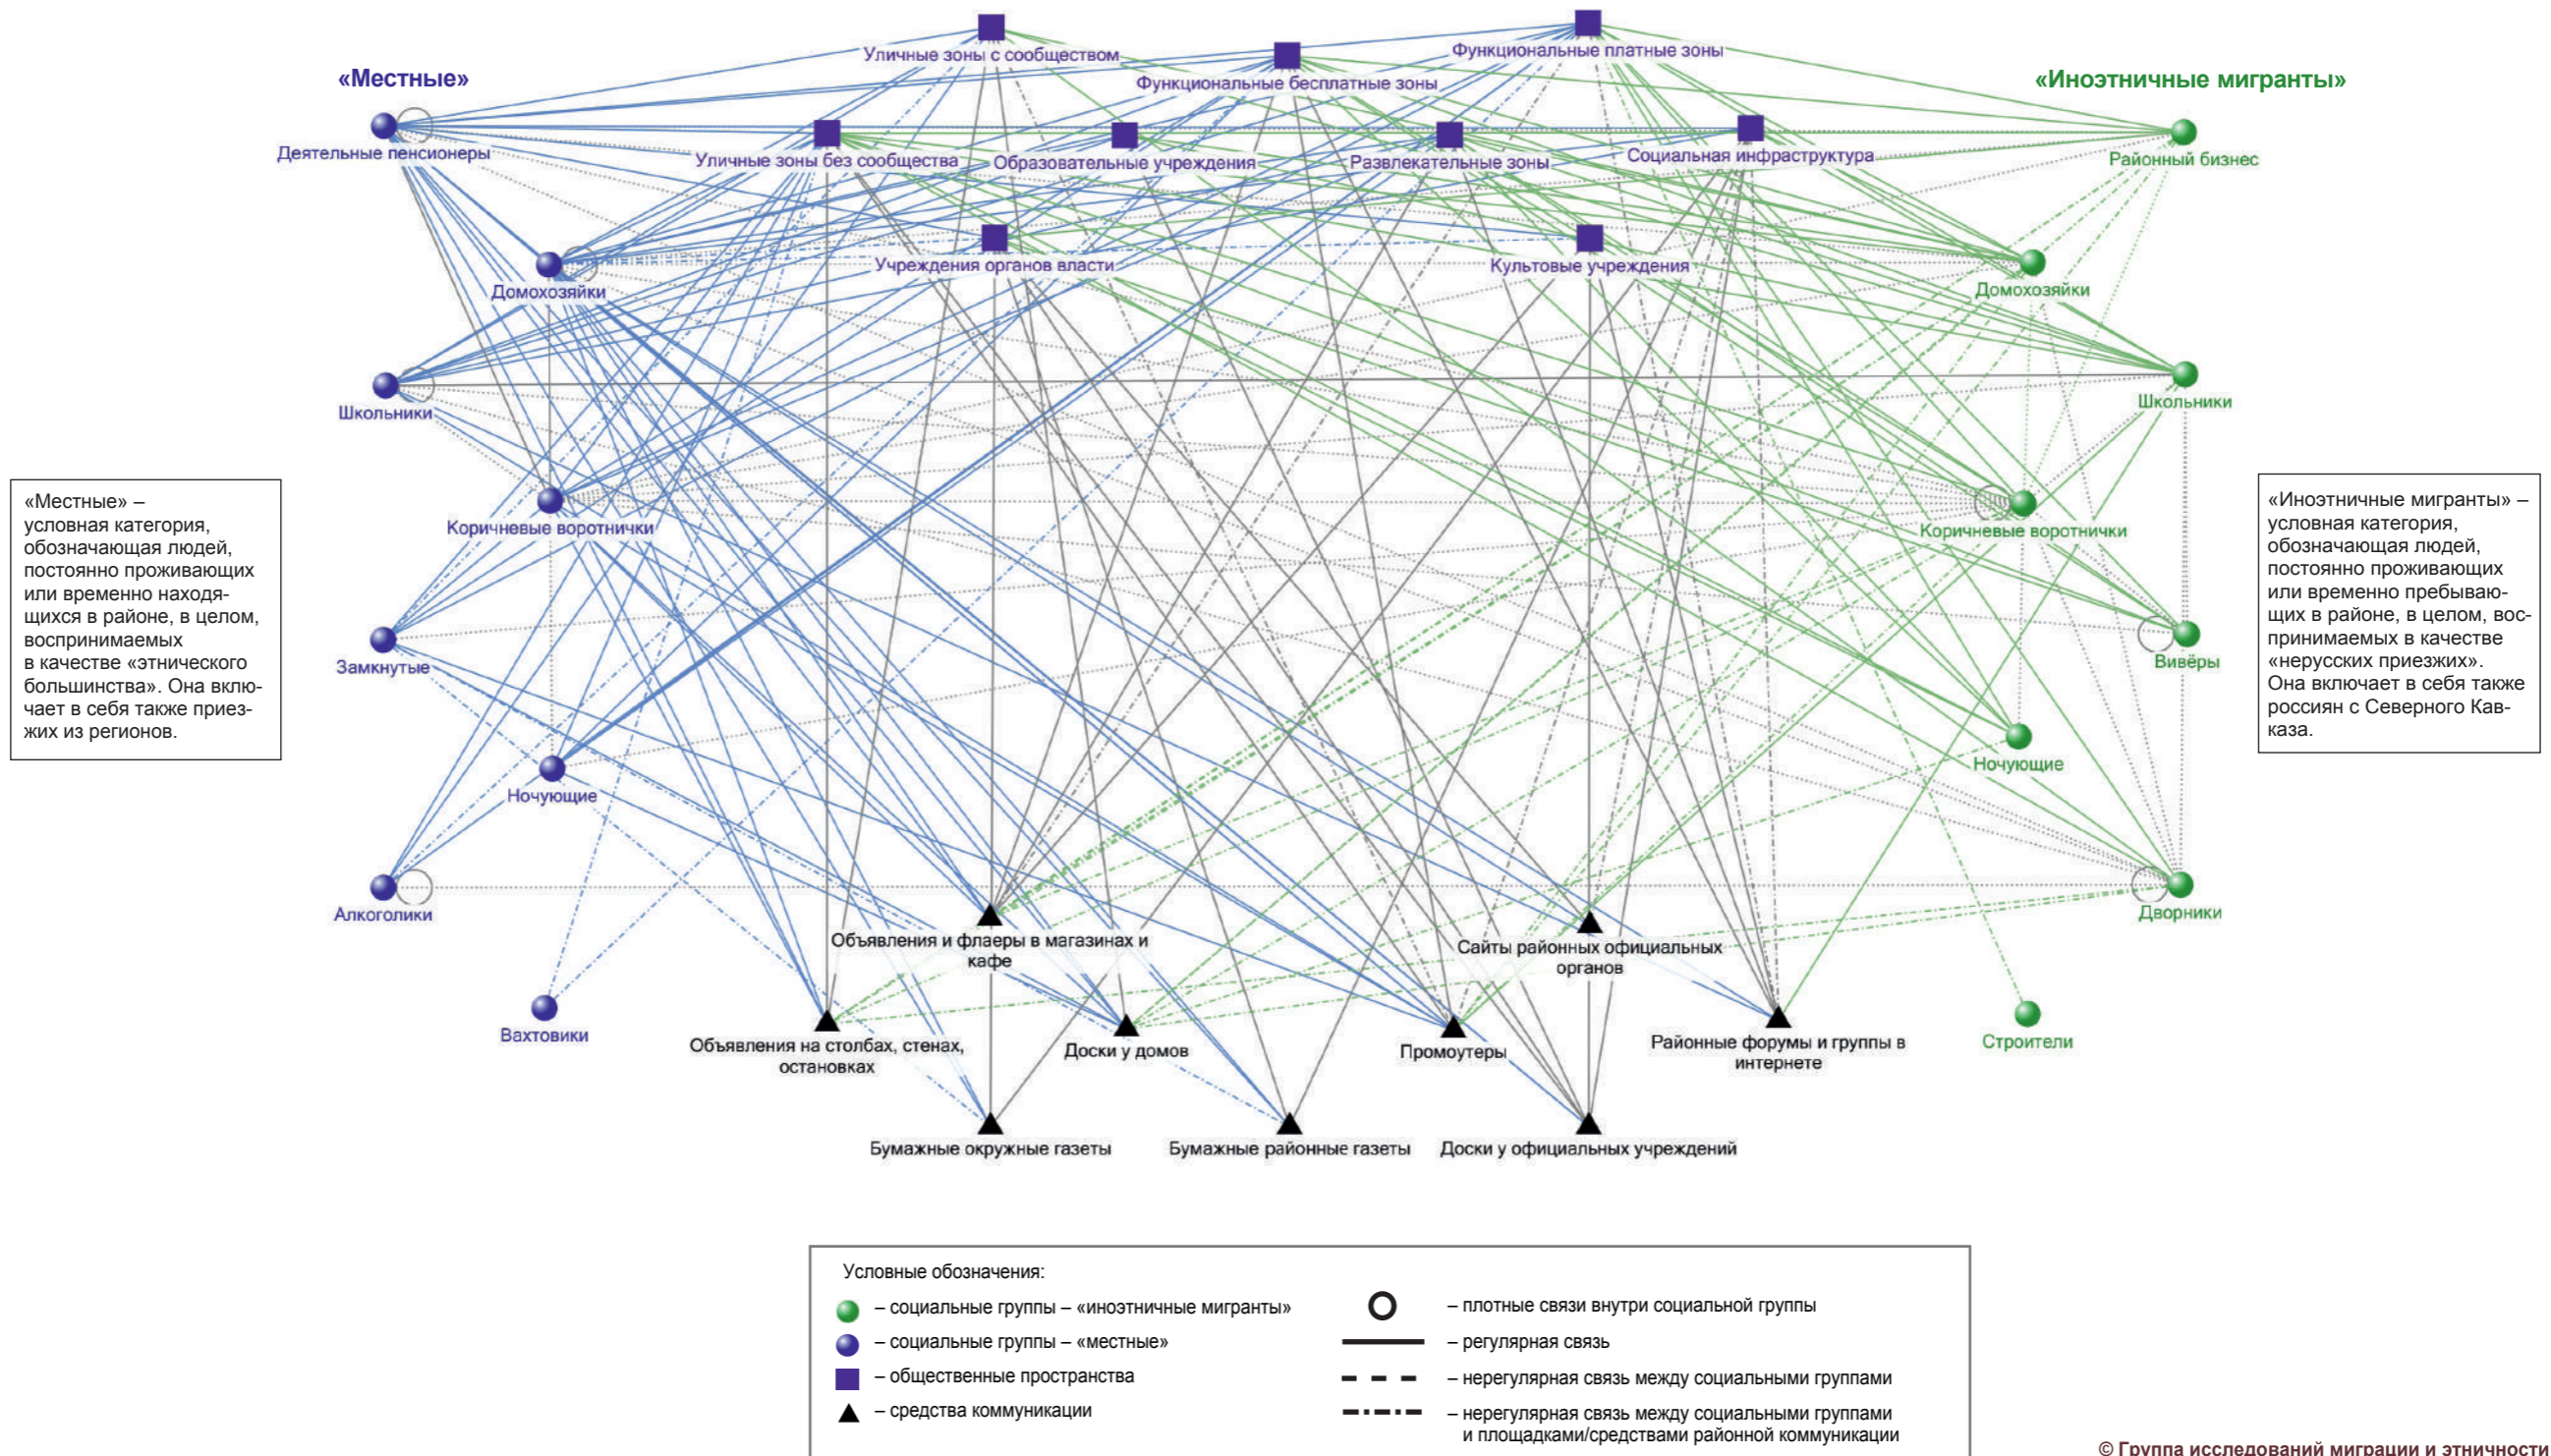 Уличные зоны с сообществом
Функциональные платные зоны
«Местные»
Функциональные бесплатные зоны
«Иноэтничные мигранты»
Деятельные пенсионеры
Уличные зоны без сообщества
Образовательные учреждения
Развлекательные зоны
Социальная инфраструктура
Районный бизнес
Домохозяйки
Учреждения органов власти
Культовые учреждения
Домохозяйки
Школьники
Школьники
«Местные» –
условная категория,
обозначающая людей,
постоянно проживающих
или временно находя-
щихся в районе, в целом,
воспринимаемых
в качестве «этнического
большинства». Она вклю-
чает в себя также приез-
жих из регионов.
Коричневые воротнички
Коричневые воротнички
«Иноэтничные мигранты» –
условная категория,
обозначающая людей,
постоянно проживающих
или временно пребываю-
щих в районе, в целом, вос-
принимаемых в качестве
«нерусских приезжих».
Она включает в себя также
россиян с Северного Кав-
каза.
Замкнутые
Вивёры
Ночующие
Ночующие
Алкоголики
Дворники
Объявления и флаеры в магазинах и
кафе
Сайты районных официальных
органов
Вахтовики
Объявления на столбах, стенах,
остановках
Доски у домов
Промоутеры
Районные форумы и группы в
интернете
Строители
Бумажные окружные газеты
Бумажные районные газеты
Доски у официальных учреждений
Условные обозначения:
– социальные группы – «иноэтничные мигранты»
– социальные группы – «местные»
– общественные пространства
– средства коммуникации
– плотные связи внутри социальной группы
– регулярная связь
– нерегулярная связь между социальными группами
– нерегулярная связь между социальными группами
и площадками/средствами районной коммуникации
© Группа исследований миграции и этничности